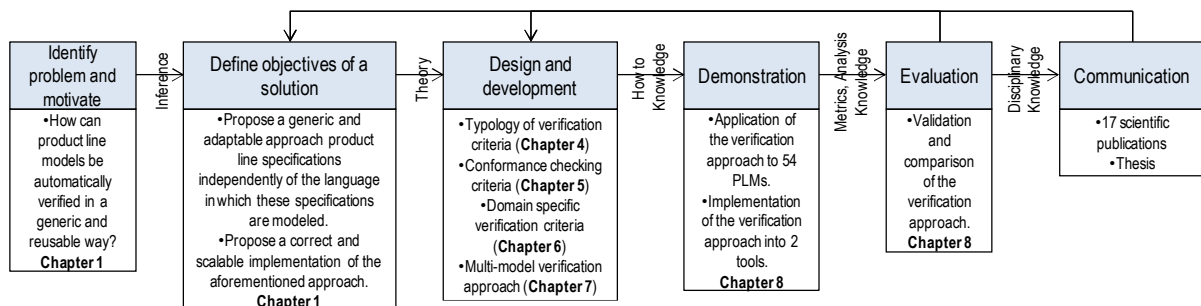 Identify
problem and
motivate
•How can
product line
models be
automatically
verified in a
generic and
reusable way?
Chapter 1
Inference
Define objectives of a
solution
•Propose a generic and
adaptable approach product
line specifications
independently of the language
in which these specifications
are modeled.
•Propose a correct and
scalable implementation of the
aforementioned approach.
Chapter 1
Theory
Design and
development
•Typology of verification
criteria (Chapter 4)
•Conformance checking
criteria (Chapter 5)
•Domain specific
verification criteria
(Chapter 6)
•Multi-model verification
approach (Chapter 7)
How to
Knowledge
Demonstration
•Application of
the verification
approach to 54
PLMs.
•Implementation
of the verification
approach into 2
tools.
Chapter 8
Metrics, Analysis
Knowledge
Evaluation
•Validation
and
comparison
of the
verification
approach.
Chapter 8
Disciplinary
Knowledge
Communication
•17 scientific
publications
•Thesis